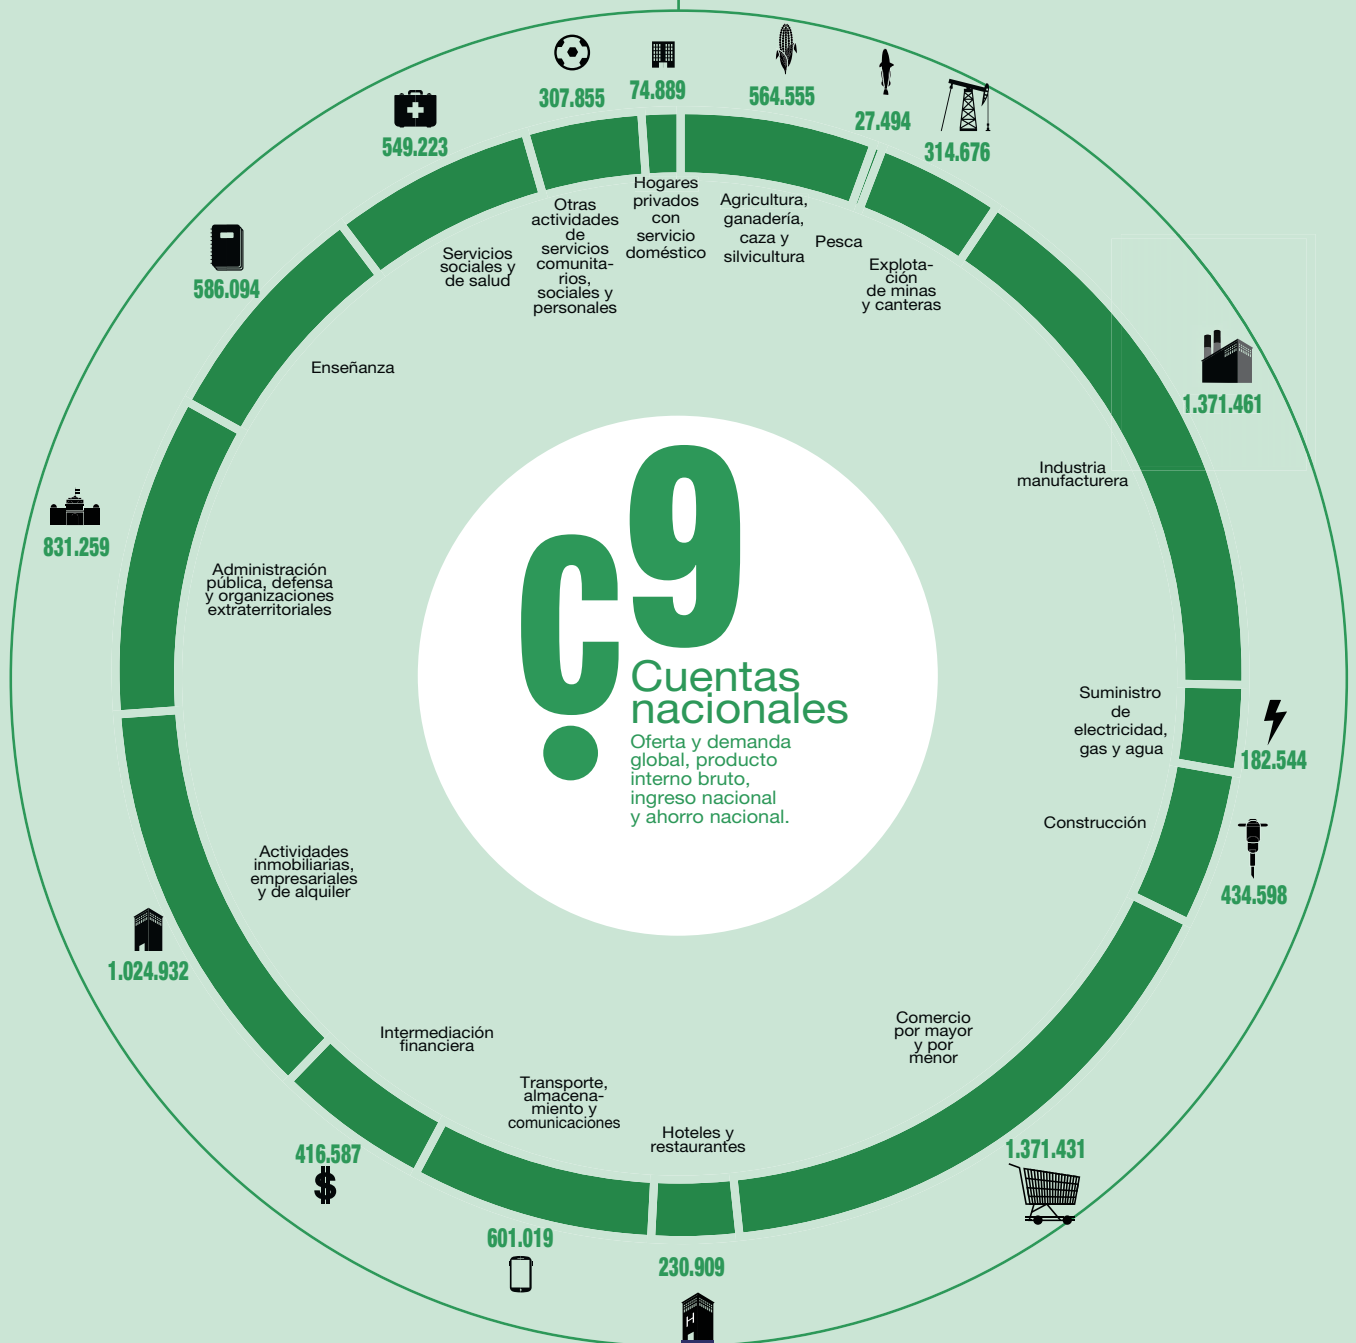 74.889
Hogares
privados
con
servicio
doméstico
564.555
Agricultura,
ganadería,
caza y
silvicultura
27.494
Pesca
314.676
Explota-
ción
de minas
y canteras
1.371.461
Industria
manufacturera
182.544
Suministro
de
electricidad,
gas y agua
434.598
Construcción
1.371.431
Comercio
por mayor
y por
menor
230.909
Hoteles y
restaurantes
H
601.019
Transporte,
almacena-
miento y
comunicaciones
416.587
$
Intermediación
financiera
1.024.932
Actividades
inmobiliarias,
empresariales
y de alquiler
831.259
Administración
pública, defensa
y organizaciones
extraterritoriales
586.094
Enseñanza
549.223
Servicios
sociales y
de salud
307.855
Otras
actividades
de
servicios
comunita-
rios,
sociales y
personales
C9
Cuentas
nacionales
Oferta y demanda
global, producto
interno bruto,
ingreso nacional
y ahorro nacional.